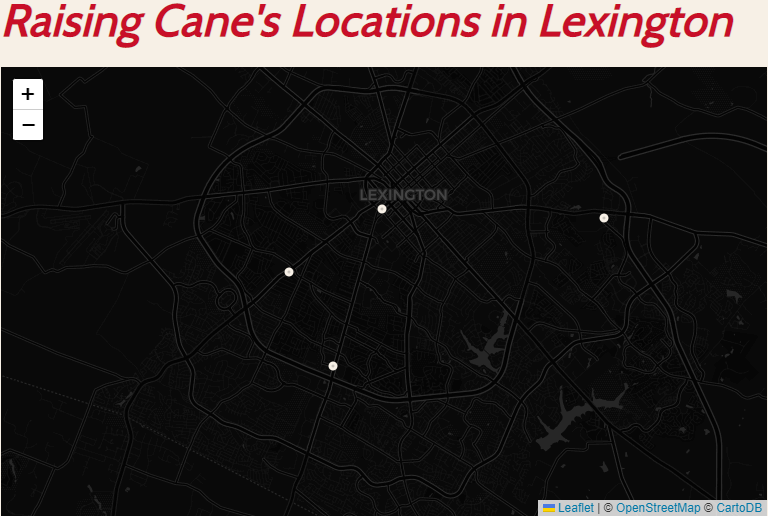 Raising Cane's Locations in Lexington
+
−
LEXINGTON
Leaflet | © OpenStreetMap © CartoDB